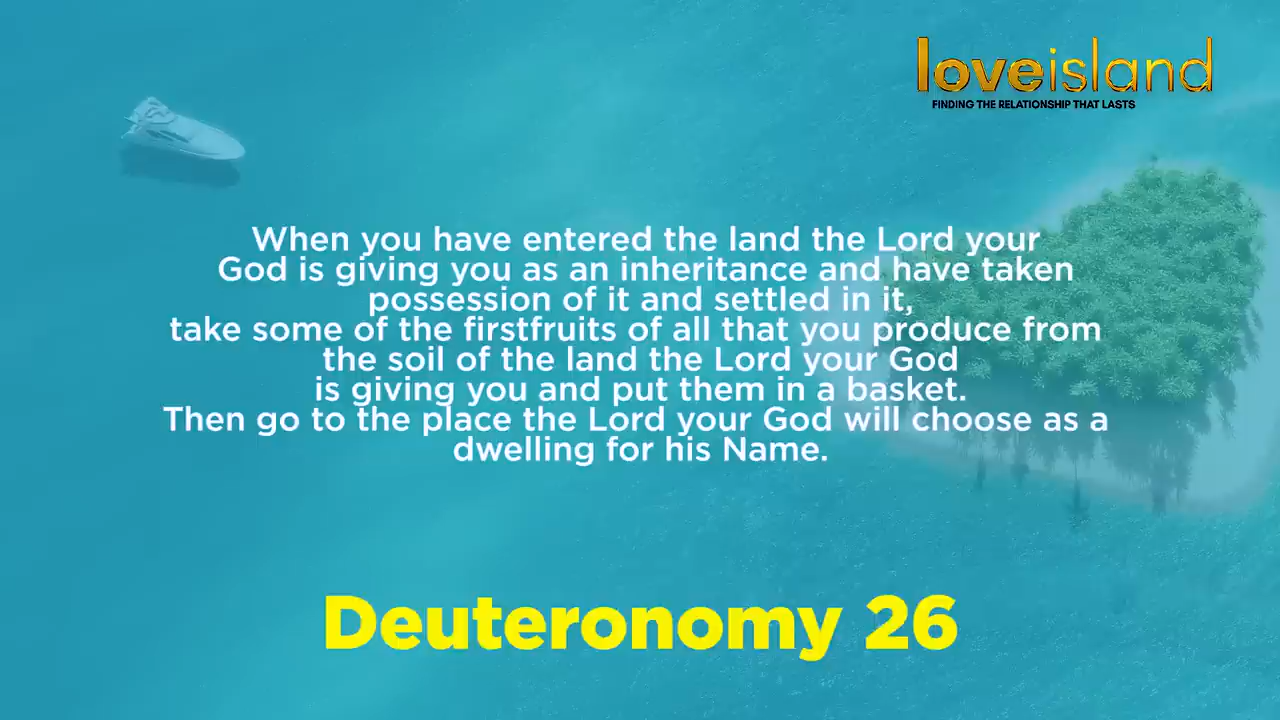 loveisland
FINDING THE RELATIONSHIP THAT LASTS
When you have entered the land the Lord your
God is giving you as an inheritance and have taken
possession of it and settled in it,
take some of the firstfruits of all that you produce from
the soil of the land the Lord your God
is giving you and put them in a basket.
Then go to the place the Lord your God will choose as a
dwelling for his Name.
Deuteronomy 26